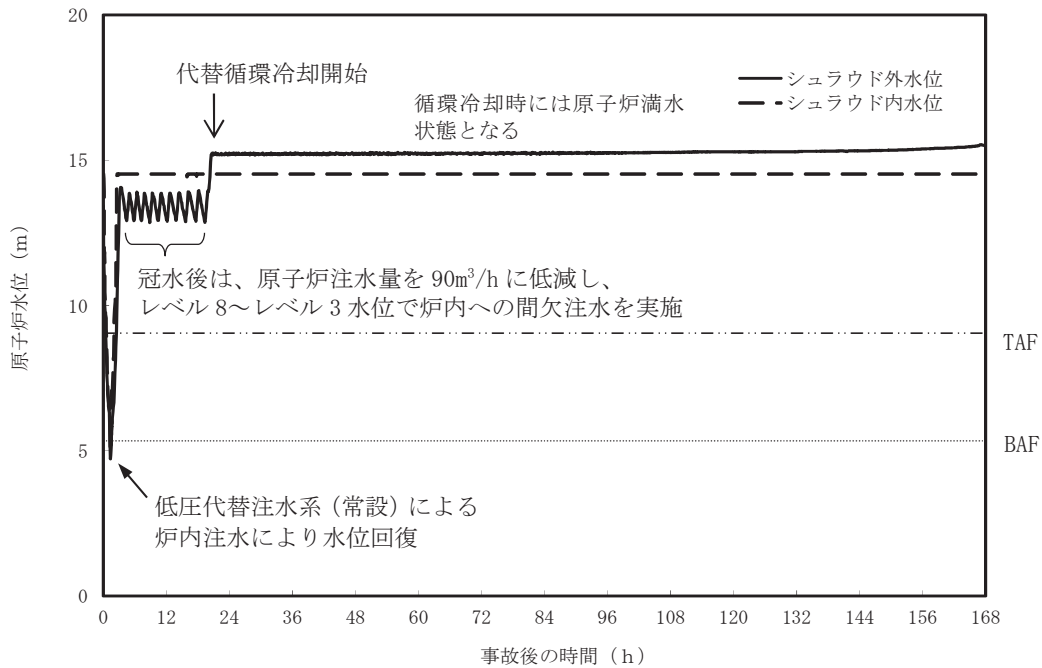 20
15
10
5
0
原子炉水位（m）
代替循環冷却開始
シュラウド外水位
シュラウド内水位
循環冷却時には原子炉満水
状態となる
冠水後は、原子炉注水量を 90m³/h に低減し、
レベル 8～レベル 3 水位で炉内への間欠注水を実施
TAF
BAF
低圧代替注水系（常設）による
炉内注水により水位回復
0 12 24 36 48 60 72 84 96 108 120 132 144 156 168
事故後の時間（h）